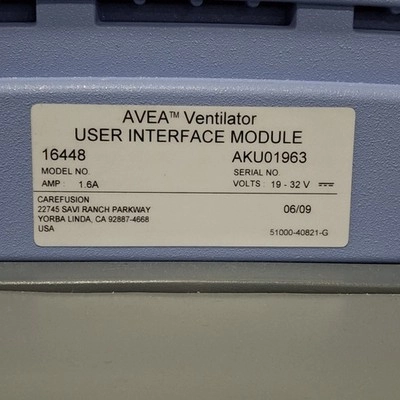 AVEA™ Ventilator
USER INTERFACE MODULE
16448 AKU01963
MODEL NO. SERIAL NO.
AMP : 1.6A VOLTS : 19 - 32 V ⎓
CAREFUSION
22745 SAVI RANCH PARKWAY 06/09
YORBA LINDA, CA 92887-4668
USA 51000-40821-G